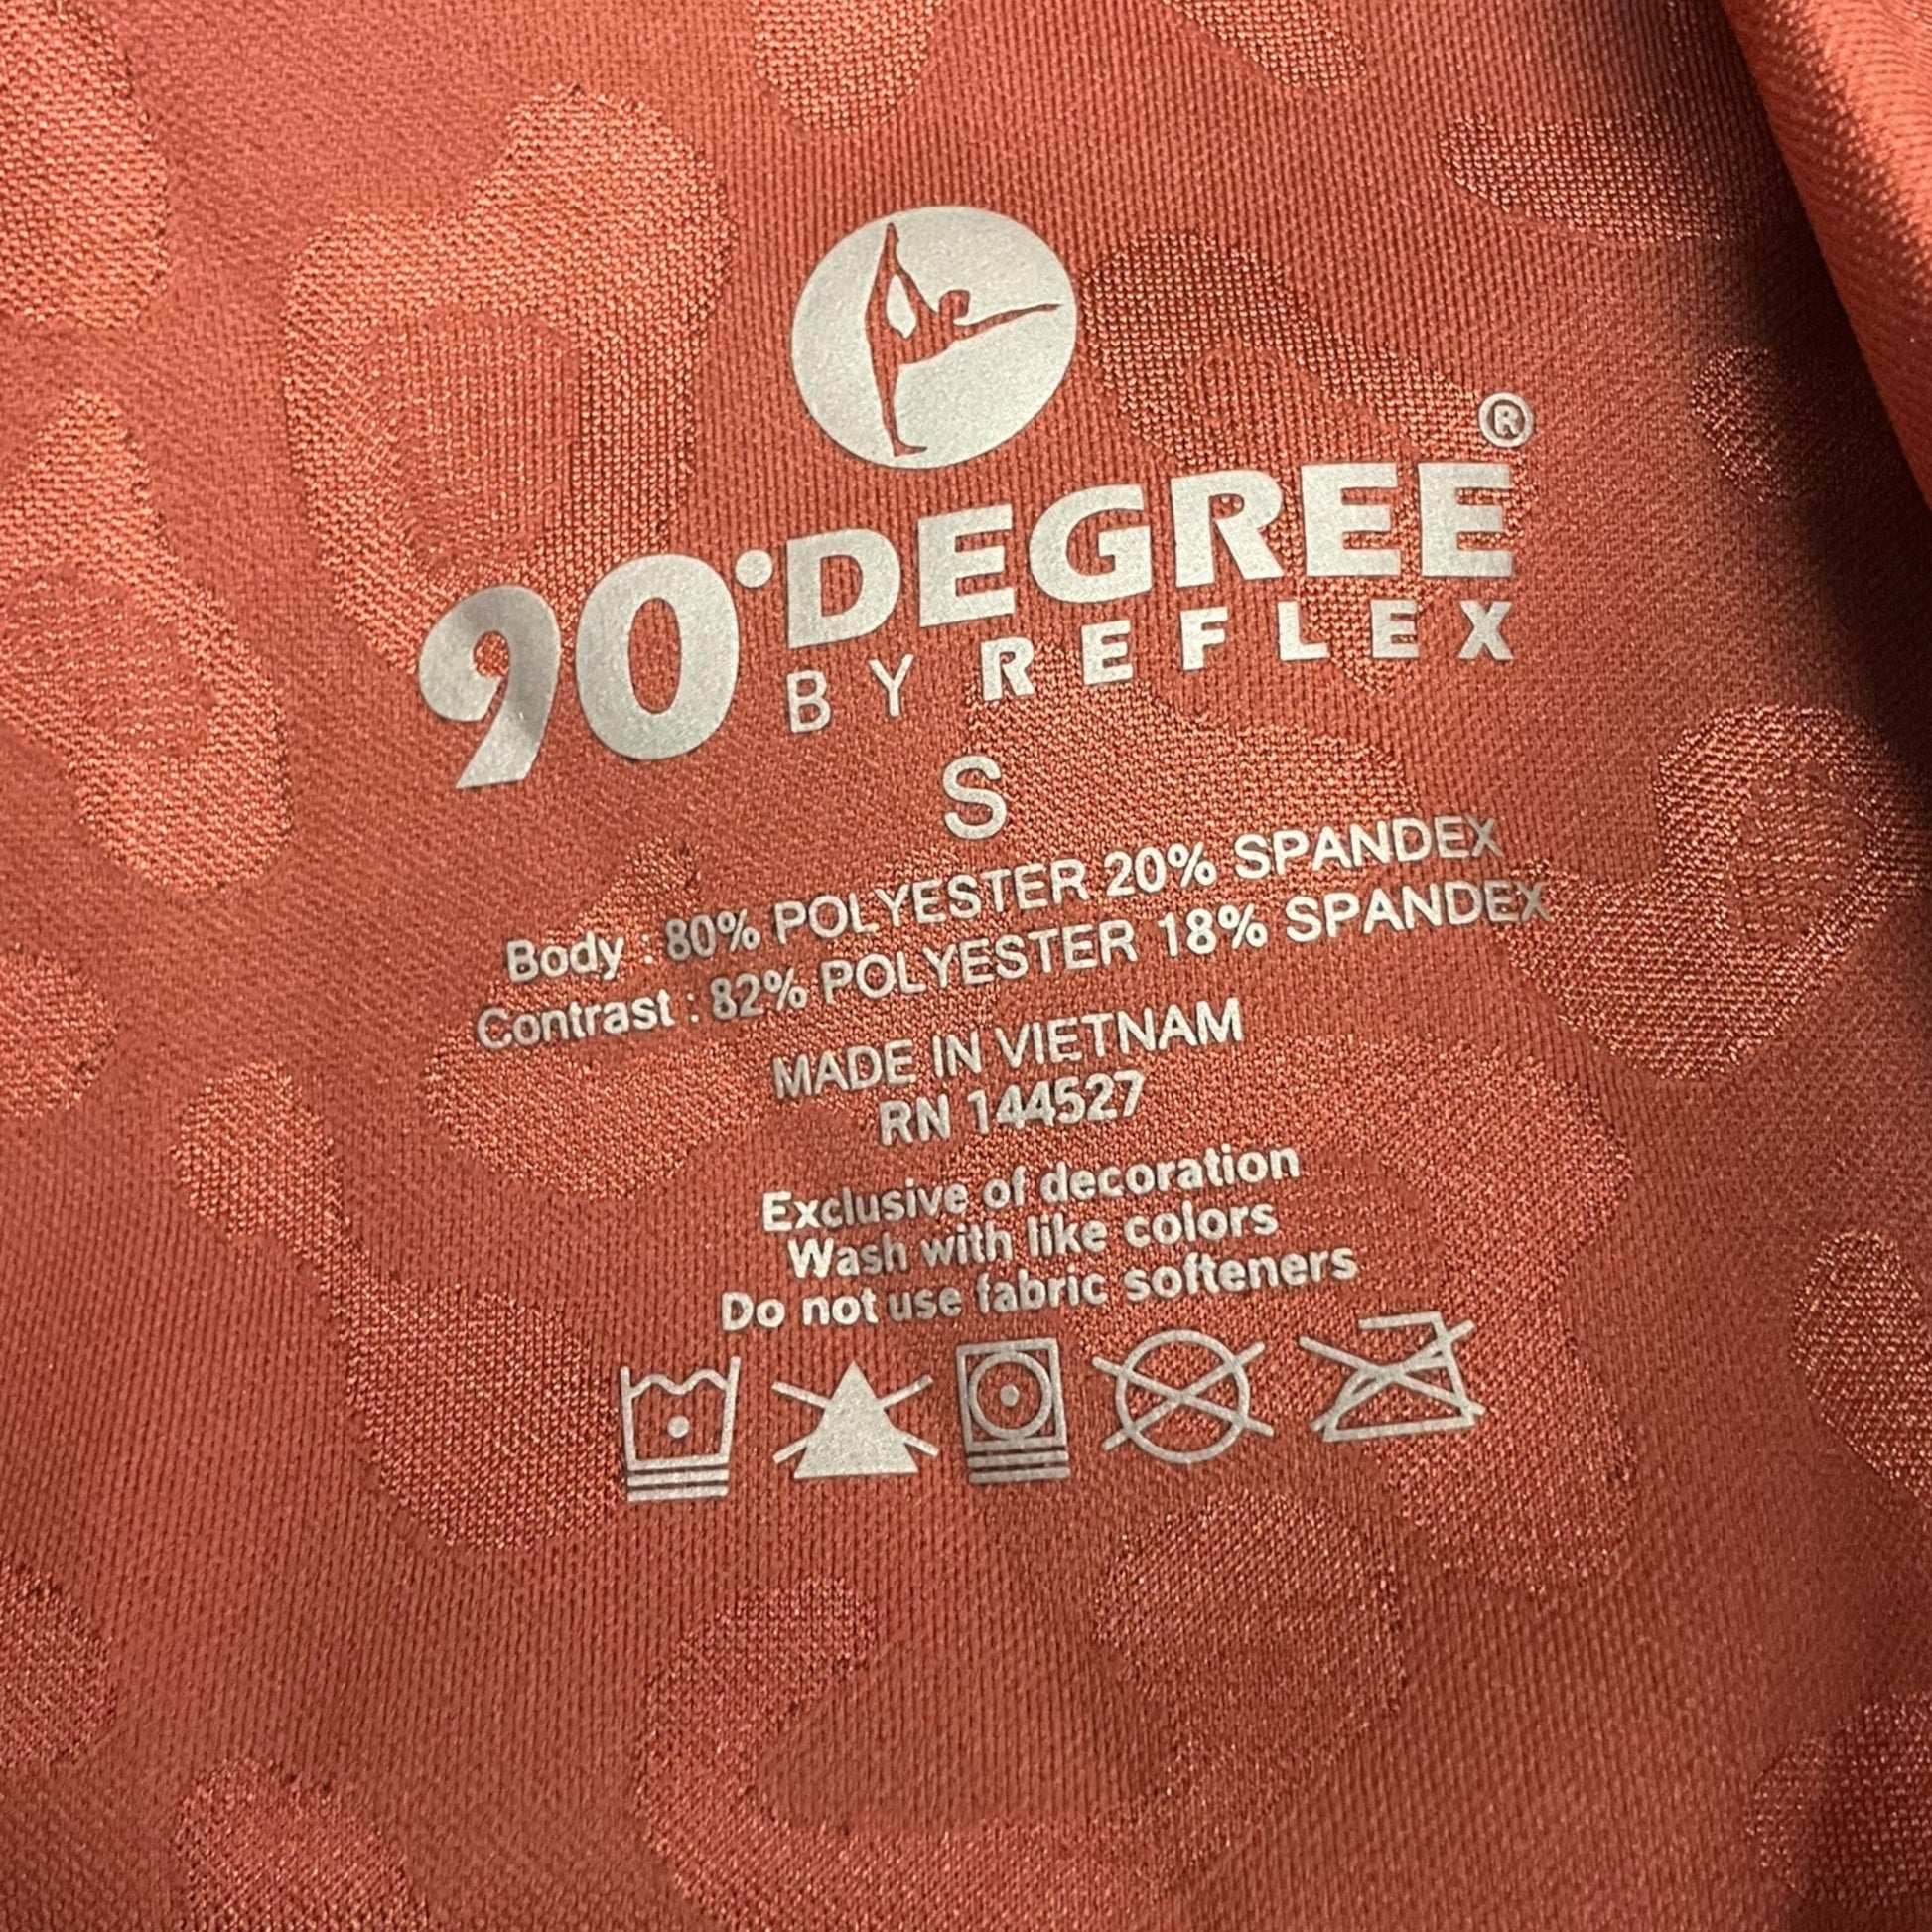 90°DEGREE®
BY REFLEX
S
Body : 80% POLYESTER 20% SPANDEX
Contrast : 82% POLYESTER 18% SPANDEX
MADE IN VIETNAM
RN 144527
Exclusive of decoration
Wash with like colors
Do not use fabric softeners